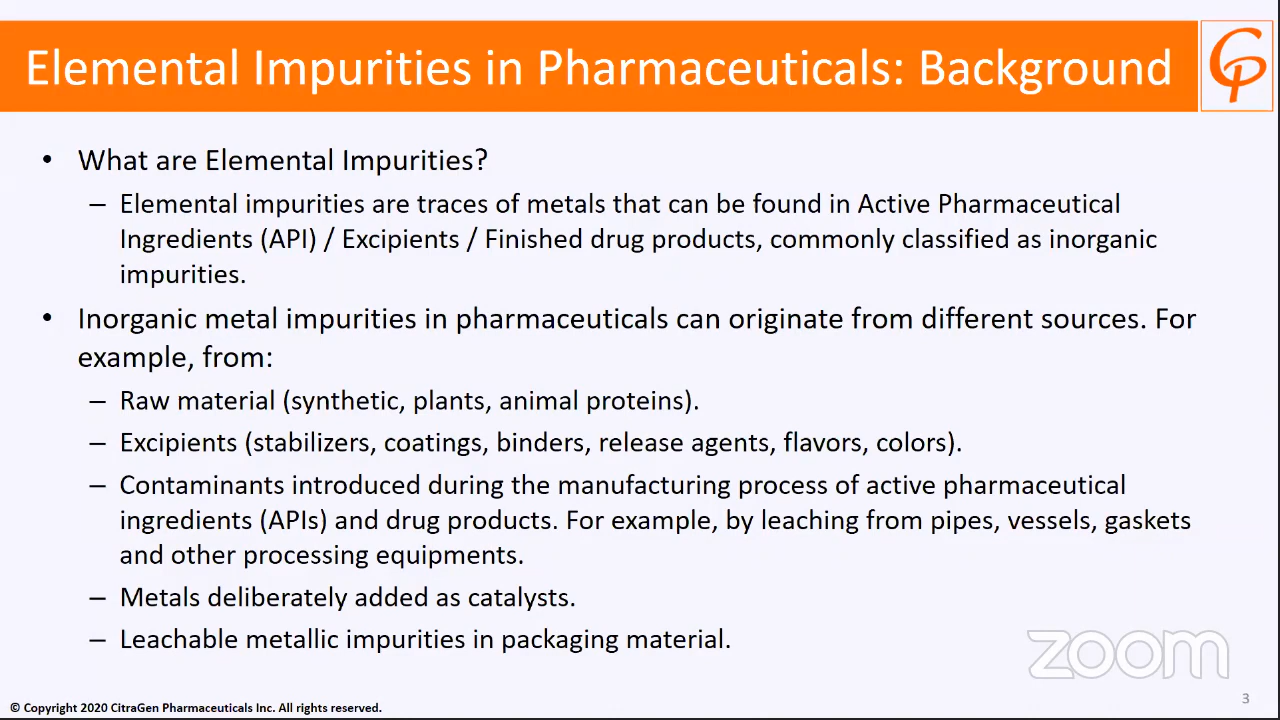 Elemental Impurities in Pharmaceuticals: Background
CP
• What are Elemental Impurities?
– Elemental impurities are traces of metals that can be found in Active Pharmaceutical
Ingredients (API) / Excipients / Finished drug products, commonly classified as inorganic
impurities.
• Inorganic metal impurities in pharmaceuticals can originate from different sources. For
example, from:
– Raw material (synthetic, plants, animal proteins).
– Excipients (stabilizers, coatings, binders, release agents, flavors, colors).
– Contaminants introduced during the manufacturing process of active pharmaceutical
ingredients (APIs) and drug products. For example, by leaching from pipes, vessels, gaskets
and other processing equipments.
– Metals deliberately added as catalysts.
– Leachable metallic impurities in packaging material.
zoom
© Copyright 2020 CitraGen Pharmaceuticals Inc. All rights reserved.
3